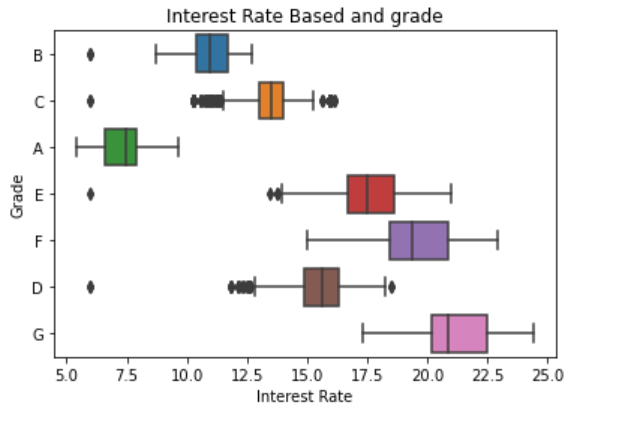 Interest Rate Based and grade
B
C
A
E
F
D
G
Grade
5.0 7.5 10.0 12.5 15.0 17.5 20.0 22.5 25.0
Interest Rate